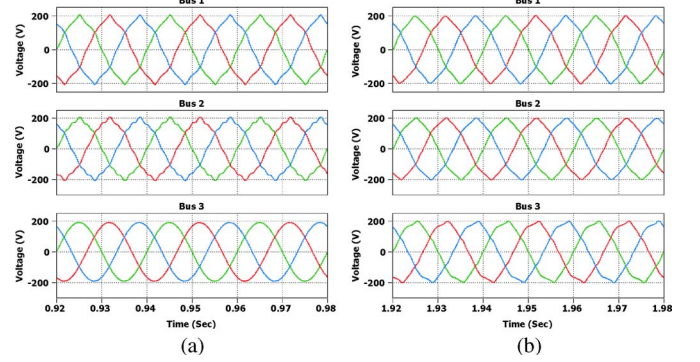 Bus 1
Voltage (V)
200
0
-200
Bus 2
Voltage (V)
200
0
-200
Bus 3
Voltage (V)
200
0
-200
0.92 0.93 0.94 0.95 0.96 0.97 0.98
Time (Sec)
(a)
Bus 1
Voltage (V)
200
0
-200
Bus 2
Voltage (V)
200
0
-200
Bus 3
Voltage (V)
200
0
-200
1.92 1.93 1.94 1.95 1.96 1.97 1.98
Time (Sec)
(b)